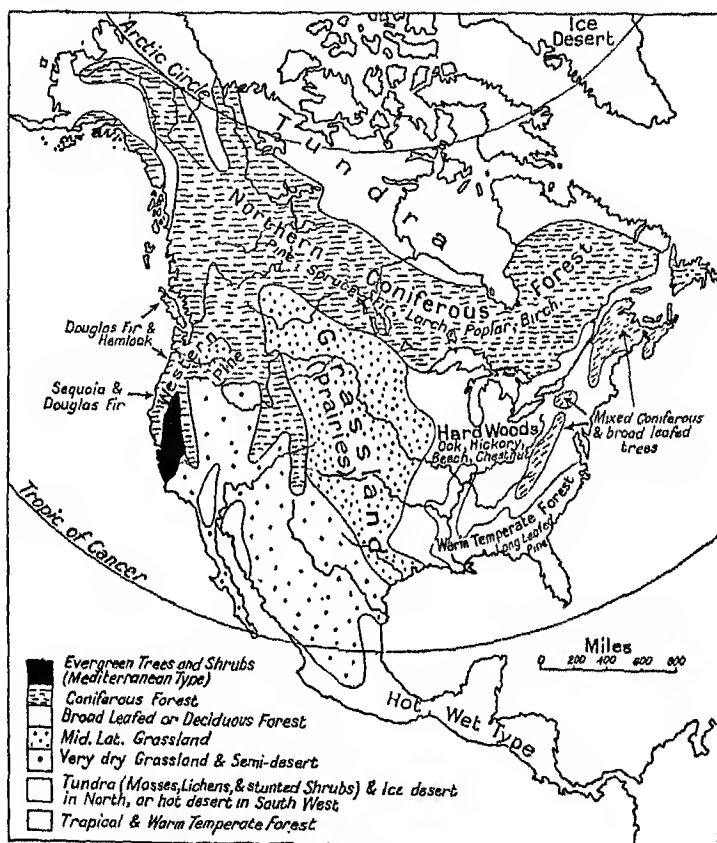 Arctic Circle
Ice
Desert
Tundra
Northern
Pine, Spruce, Fir, Larch, Poplar, Birch.
Coniferous Forest
Douglas Fir &
Hemlock
Western
Pine
Sequoia &
Douglas Fir
Grassland
(Prairies)
Hard Woods
Oak, Hickory,
Beech, Chestnut
Mixed Coniferous
& broad leafed
trees
Warm Temperate Forest
Long Leafed
Pine
Tropic of Cancer
Miles
0 200 400 600 800
Hot Wet Type
Evergreen Trees and Shrubs
(Mediterranean Type)
Coniferous Forest
Broad Leafed or Deciduous Forest
Mid. Lat. Grassland
Very dry Grassland & Semi-desert
Tundra (Mosses, Lichens, & stunted Shrubs) & Ice desert
in North, or hot desert in South West
Trapical & Warm Temperate Forest